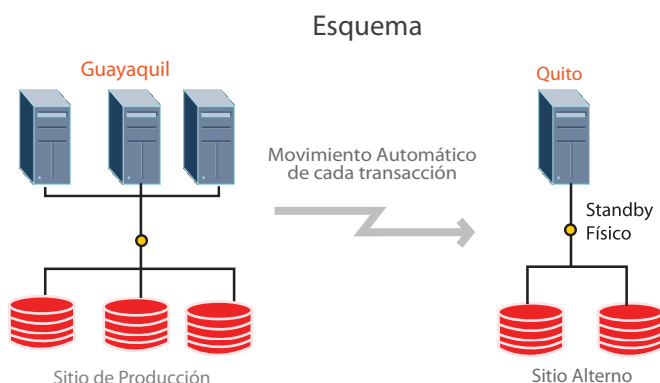 Esquema
Guayaquil
Quito
Movimiento Automático
de cada transacción
Standby
Físico
Sitio de Producción
Sitio Alterno